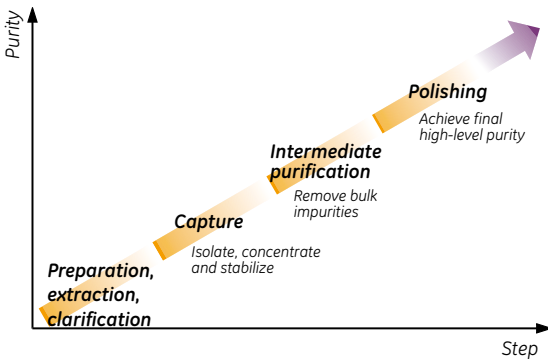 Purity
Polishing
Achieve final
high-level purity
Intermediate
purification
Remove bulk
impurities
Capture
Isolate, concentrate
and stabilize
Preparation,
extraction,
clarification
Step